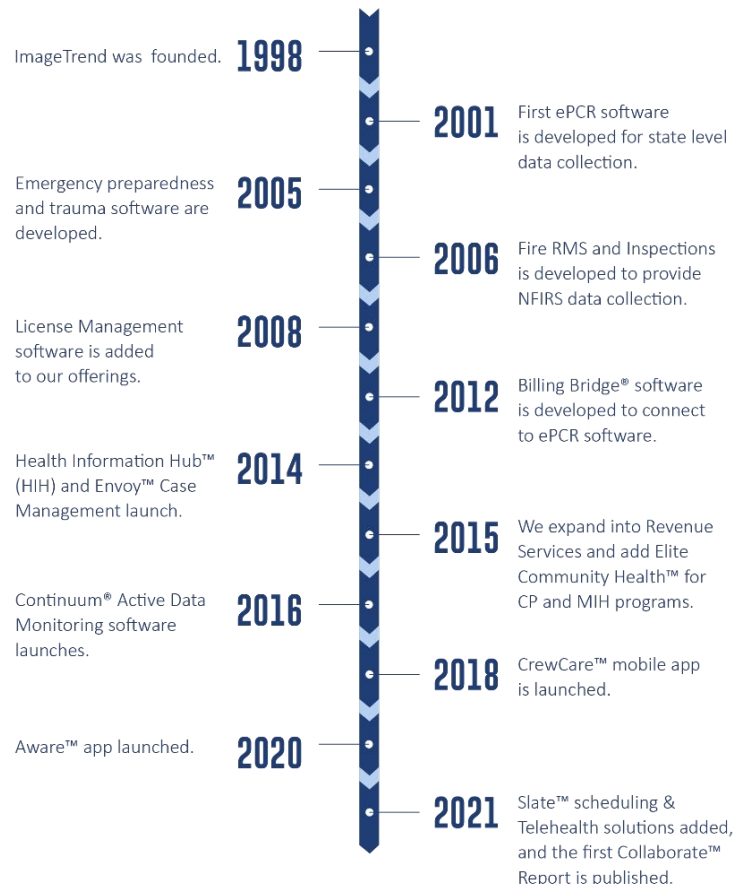 ImageTrend was founded.
1998
2001
First ePCR software
is developed for state level
data collection.
Emergency preparedness
and trauma software are
developed.
2005
2006
Fire RMS and Inspections
is developed to provide
NFIRS data collection.
License Management
software is added
to our offerings.
2008
2012
Billing Bridge® software
is developed to connect
to ePCR software.
Health Information Hub™
(HIH) and Envoy™ Case
Management launch.
2014
2015
We expand into Revenue
Services and add Elite
Community Health™ for
CP and MIH programs.
Continuum® Active Data
Monitoring software
launches.
2016
2018
CrewCare™ mobile app
is launched.
Aware™ app launched.
2020
2021
Slate™ scheduling &
Telehealth solutions added,
and the first Collaborate™
Report is published.